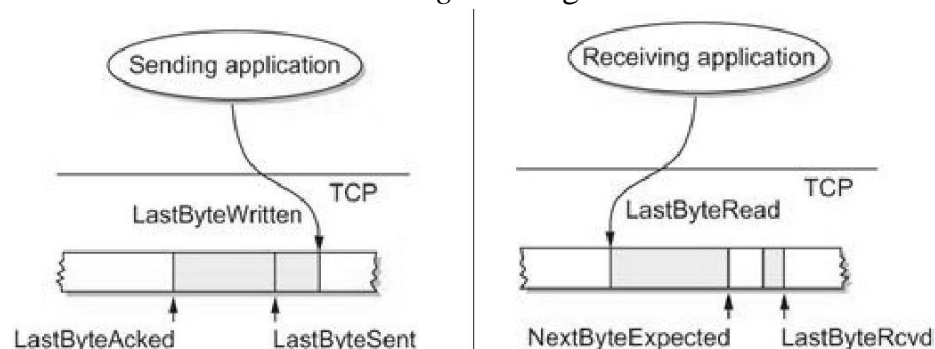 Sending application
TCP
LastByteWritten
LastByteAcked
LastByteSent
Receiving application
TCP
LastByteRead
NextByteExpected
LastByteRcvd